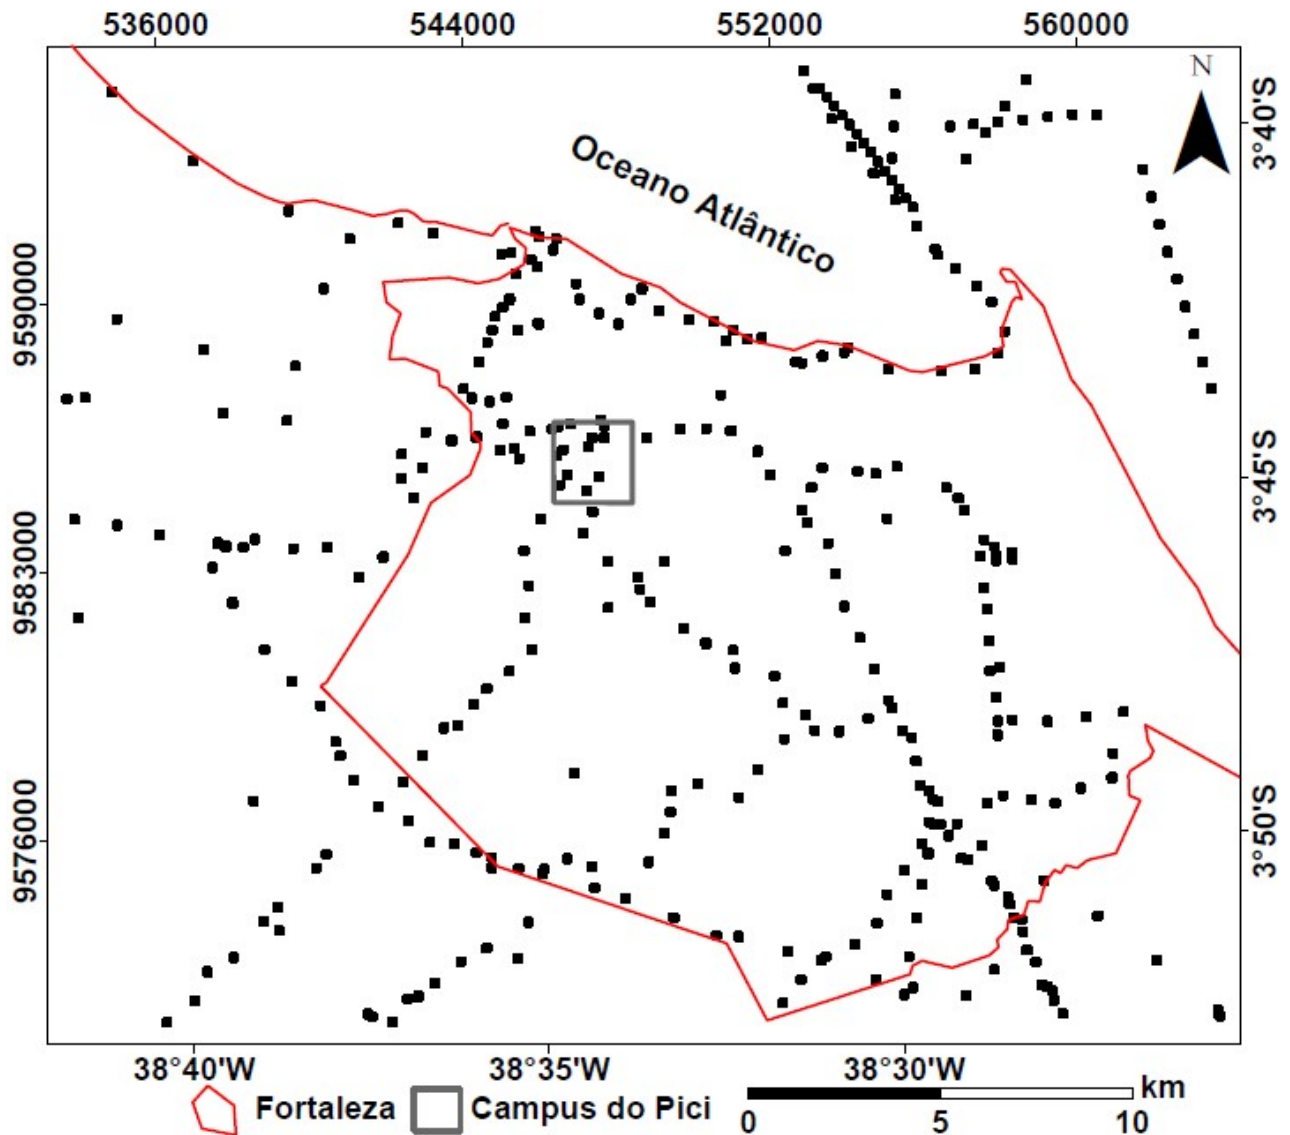 536000 544000 552000 560000
N
3°40'S
Oceano Atlântico
9590000
3°45'S
9583000
3°50'S
9576000
38°40'W 38°35'W 38°30'W
Fortaleza Campus do Pici km
0 5 10